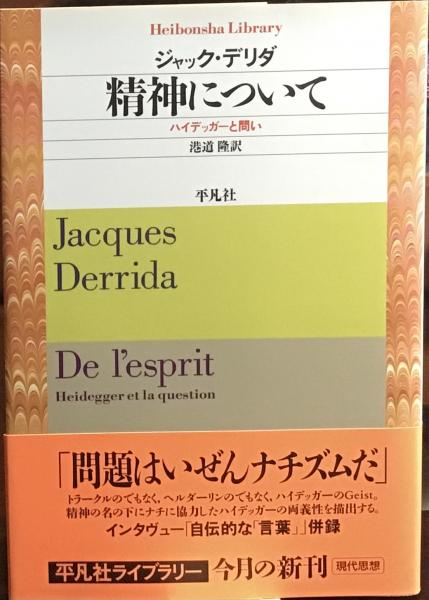 Heibonsha Library
ジャック・デリダ
精神について
ハイデッガーと問い
港道 隆訳
平凡社
Jacques
Derrida
De l'esprit
Heidegger et la question
「問題はいぜんナチズムだ」
トラークルのでもなく、ヘルダーリンのでもなく、ハイデッガーのGeist。
精神の名の下にナチに協力したハイデッガーの両義性を描出する。
インタヴュー「自伝的な「言葉」」併録
平凡社ライブラリー 今月の新刊 現代思想